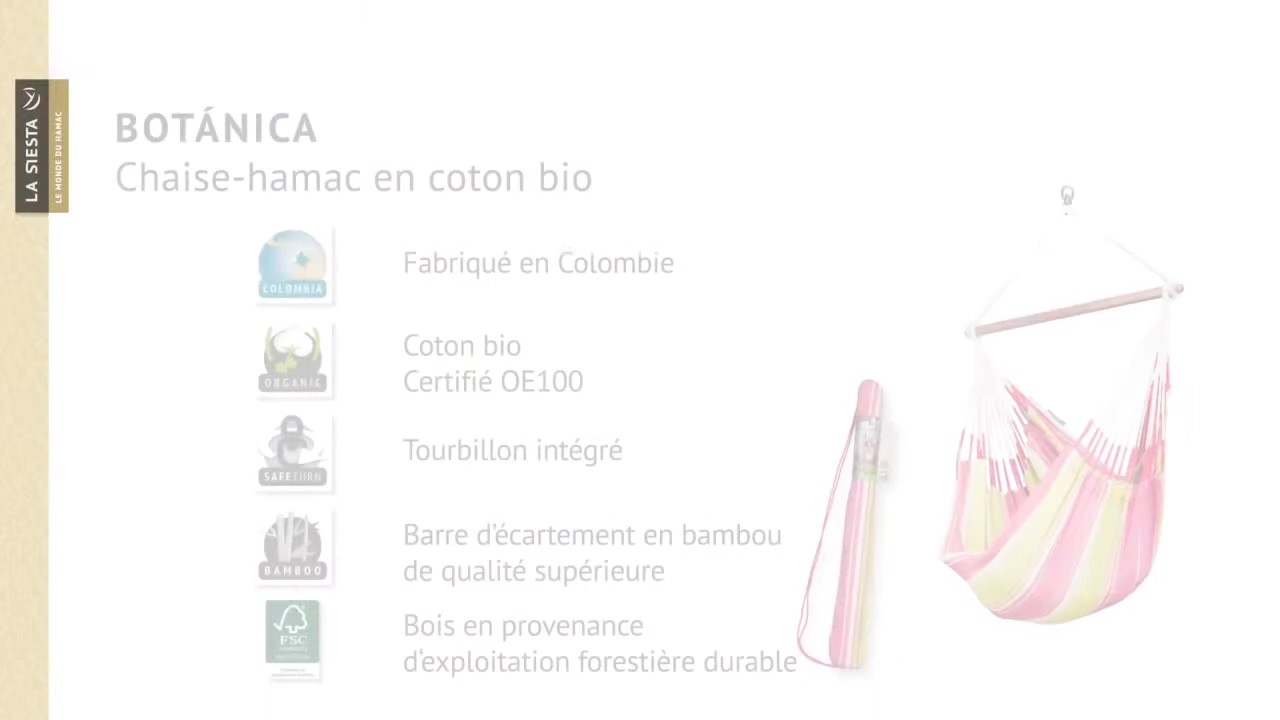 LA SIESTA
LE MONDE DU HAMAC
BOTÁNICA
Chaise-hamac en coton bio
COLOMBIA
Fabriqué en Colombie
ORGANIC
Coton bio
Certifié OE100
SAFETURN
Tourbillon intégré
BAMBOO
Barre d’écartement en bambou
de qualité supérieure
FSC
Bois en provenance
d‘exploitation forestière durable